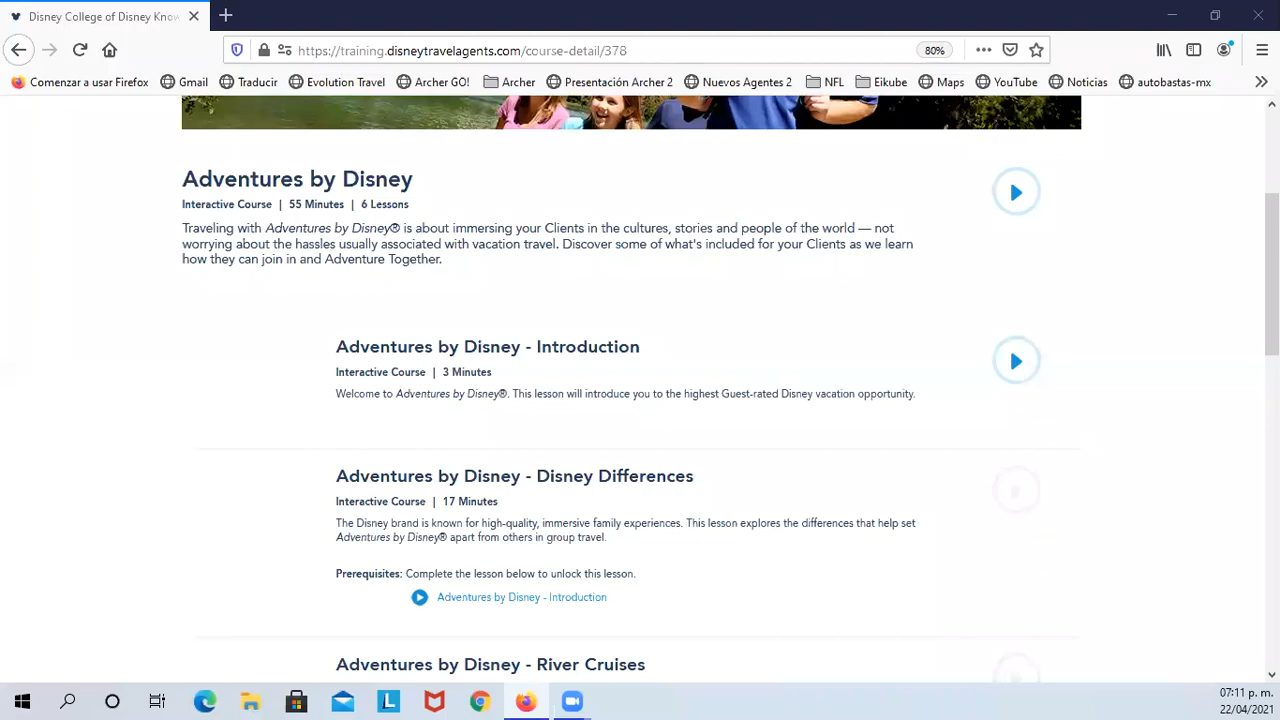 Disney College of Disney Know
https://training.disneytravelagents.com/course-detail/378
80%
Comenzar a usar Firefox
Gmail
Traducir
Evolution Travel
Archer GO!
Archer
Presentación Archer 2
Nuevos Agentes 2
NFL
Eikube
Maps
YouTube
Noticias
autobastas-mx
Adventures by Disney
Interactive Course | 55 Minutes | 6 Lessons
Traveling with Adventures by Disney® is about immersing your Clients in the cultures, stories and people of the world — not
worrying about the hassles usually associated with vacation travel. Discover some of what's included for your Clients as we learn
how they can join in and Adventure Together.
Adventures by Disney - Introduction
Interactive Course | 3 Minutes
Welcome to Adventures by Disney®. This lesson will introduce you to the highest Guest-rated Disney vacation opportunity.
Adventures by Disney - Disney Differences
Interactive Course | 17 Minutes
The Disney brand is known for high-quality, immersive family experiences. This lesson explores the differences that help set
Adventures by Disney® apart from others in group travel.
Prerequisites: Complete the lesson below to unlock this lesson.
Adventures by Disney - Introduction
Adventures by Disney - River Cruises
L
07:11 p. m.
22/04/2021